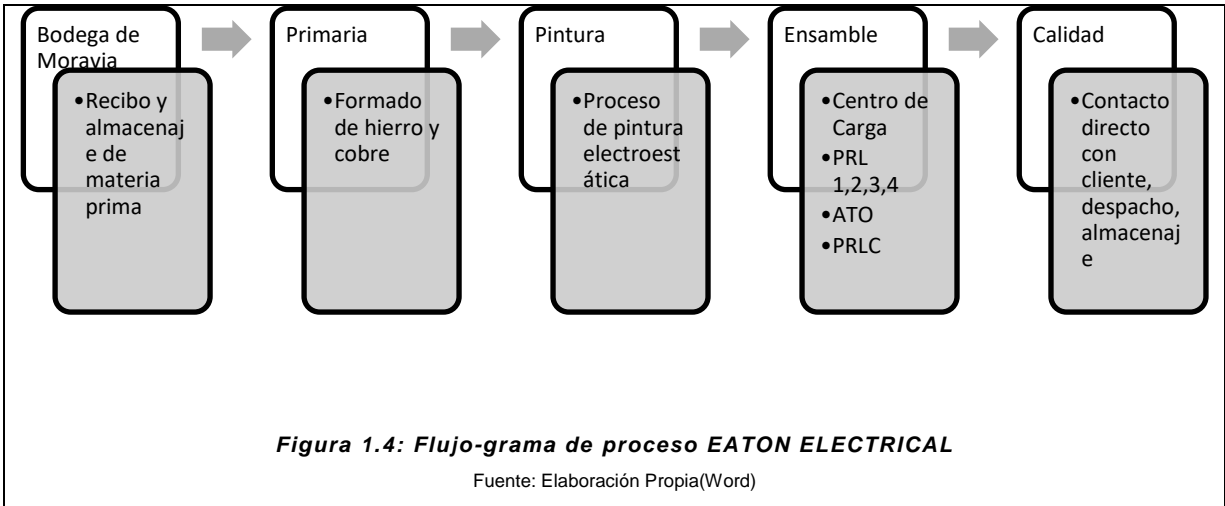 Bodega de
Moravia
•Recibo y
almacenaj
e de
materia
prima
Primaria
•Formado
de hierro y
cobre
Pintura
•Proceso
de pintura
electroest
ática
Ensamble
•Centro de
Carga
•PRL
1,2,3,4
•ATO
•PRLC
Calidad
•Contacto
directo
con
cliente,
despacho,
almacenaj
e
Figura 1.4: Flujo-grama de proceso EATON ELECTRICAL
Fuente: Elaboración Propia(Word)